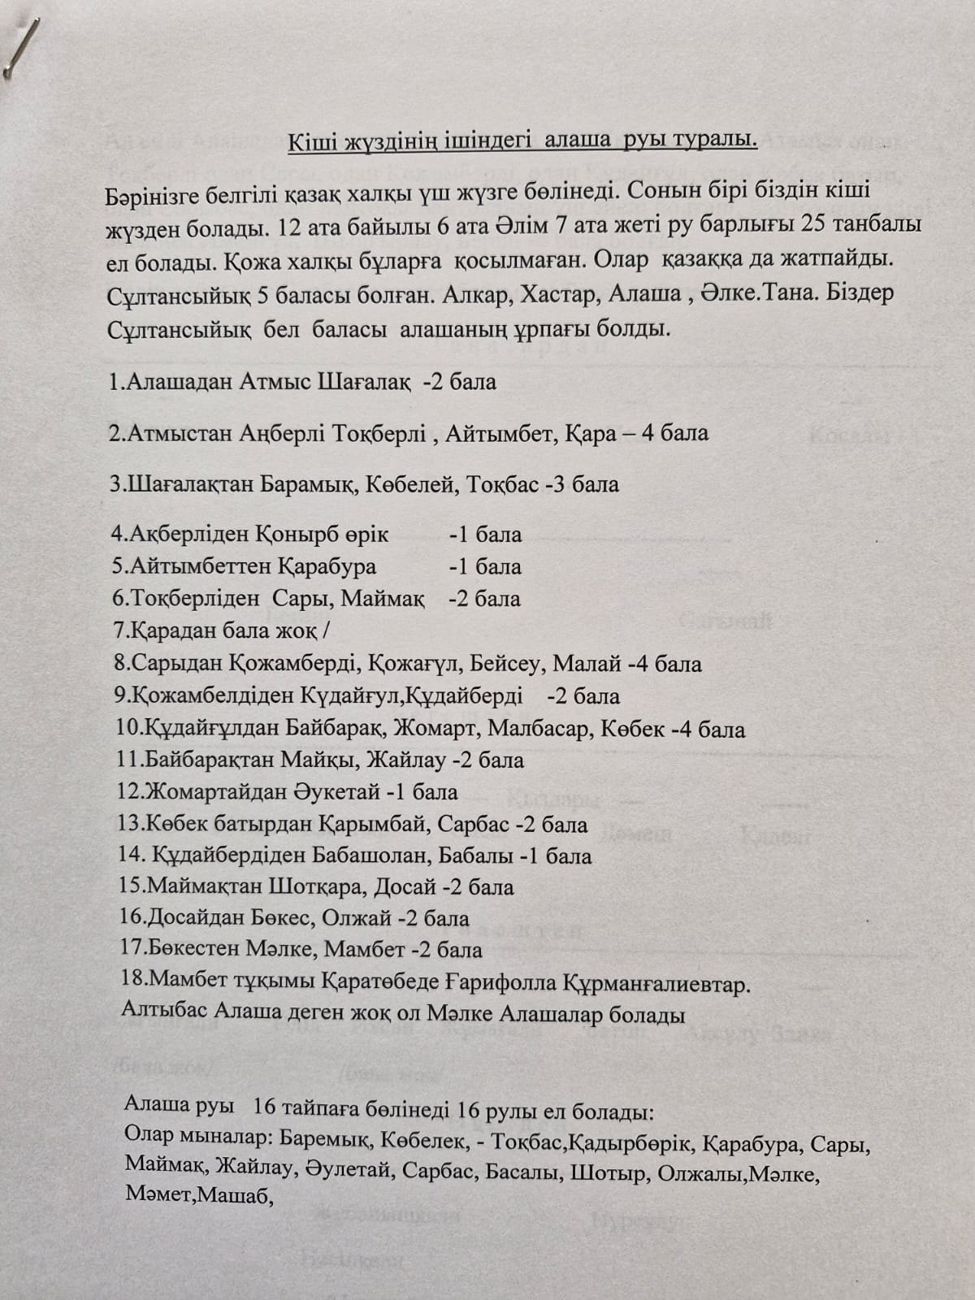 Кіші жүздінің ішіндегі алаша руы туралы.
Бәрінізге белгілі қазақ халқы үш жүзге бөлінеді. Сонын бірі біздін кіші
жүзден болады. 12 ата байылы 6 ата Әлім 7 ата жеті ру барлығы 25 танбалы
ел болады. Қожа халқы бұларға қосылмаған. Олар қазаққа да жатпайды.
Сұлтансыйық 5 баласы болған. Алкар, Хастар, Алаша , Әлке.Тана. Біздер
Сұлтансыйық бел баласы алашаның ұрпағы болды.
1.Алашадан Атмыс Шағалақ -2 бала
2.Атмыстан Аңберлі Тоқберлі , Айтымбет, Қара – 4 бала
3.Шағалақтан Барамық, Көбелей, Тоқбас -3 бала
4.Ақберліден Қонырб өрік -1 бала
5.Айтымбеттен Қарабура -1 бала
6.Тоқберліден Сары, Маймақ -2 бала
7.Қарадан бала жоқ /
8.Сарыдан Қожамберді, Қожағүл, Бейсеу, Малай -4 бала
9.Қожамбелдіден Күдайғул,Құдайберді -2 бала
10.Құдайғұлдан Байбарақ, Жомарт, Малбасар, Көбек -4 бала
11.Байбарақтан Майқы, Жайлау -2 бала
12.Жомартайдан Әукетай -1 бала
13.Көбек батырдан Қарымбай, Сарбас -2 бала
14. Құдайбердіден Бабашолан, Бабалы -1 бала
15.Маймақтан Шотқара, Досай -2 бала
16.Досайдан Бөкес, Олжай -2 бала
17.Бөкестен Мәлке, Мамбет -2 бала
18.Мамбет тұқымы Қаратөбеде Ғарифолла Құрманғалиевтар.
Алтыбас Алаша деген жоқ ол Мәлке Алашалар болады
Алаша руы 16 тайпаға бөлінеді 16 рулы ел болады:
Олар мыналар: Баремық, Көбелек, - Тоқбас,Қадырбөрік, Қарабура, Сары,
Маймақ, Жайлау, Әулетай, Сарбас, Басалы, Шотыр, Олжалы,Мәлке,
Мәмет,Машаб,